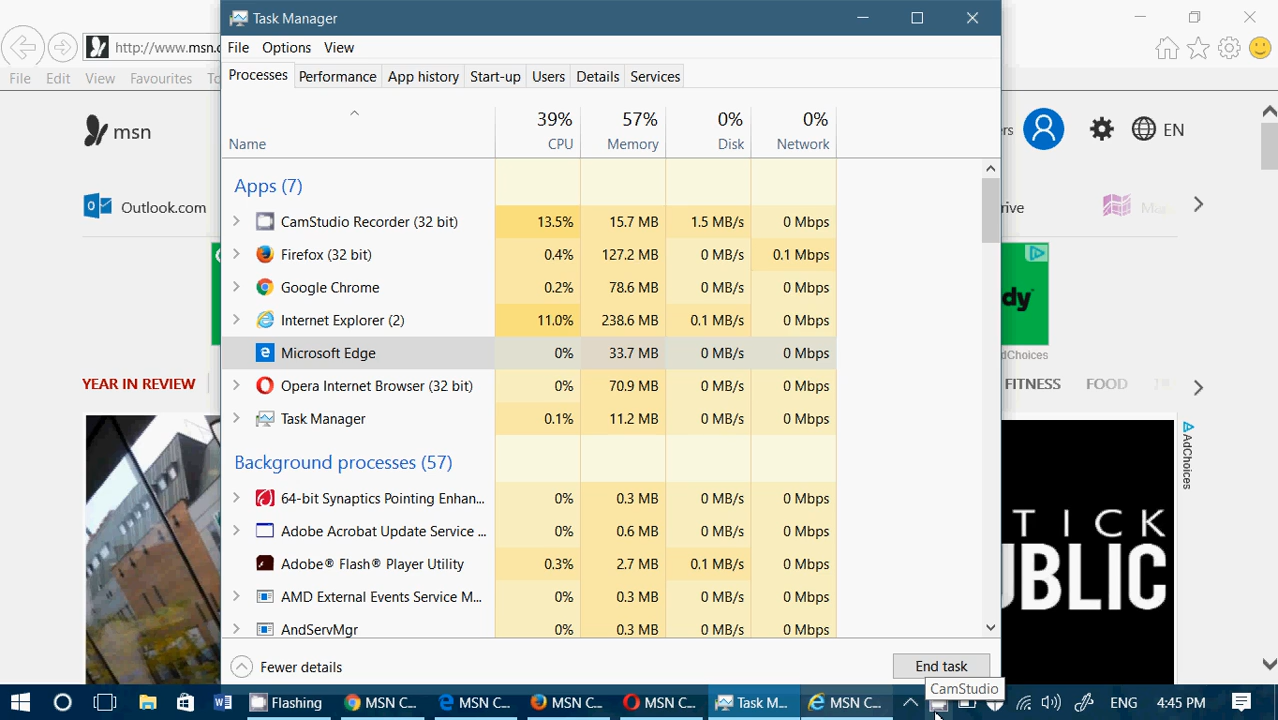 Task Manager
File Options View
Processes Performance App history Start-up Users Details Services
39% 57% 0% 0%
Name CPU Memory Disk Network
Apps (7)
CamStudio Recorder (32 bit) 13.5% 15.7 MB 1.5 MB/s 0 Mbps
Firefox (32 bit) 0.4% 127.2 MB 0 MB/s 0.1 Mbps
Google Chrome 0.2% 78.6 MB 0 MB/s 0 Mbps
Internet Explorer (2) 11.0% 238.6 MB 0.1 MB/s 0 Mbps
Microsoft Edge 0% 33.7 MB 0 MB/s 0 Mbps
Opera Internet Browser (32 bit) 0% 70.9 MB 0 MB/s 0 Mbps
Task Manager 0.1% 11.2 MB 0 MB/s 0 Mbps
Background processes (57)
64-bit Synaptics Pointing Enhan... 0% 0.3 MB 0 MB/s 0 Mbps
Adobe Acrobat Update Service ... 0% 0.6 MB 0 MB/s 0 Mbps
Adobe® Flash® Player Utility 0.3% 2.7 MB 0.1 MB/s 0 Mbps
AMD External Events Service M... 0% 0.3 MB 0 MB/s 0 Mbps
AndServMgr 0% 0.3 MB 0 MB/s 0 Mbps
Fewer details End task
CamStudio
http://www.msn.c
File Edit View Favourites To
msn
EN
Outlook.com
rive
dy
dChoices
YEAR IN REVIEW
FITNESS FOOD
AdChoices
TICK
UBLIC
Flashing MSN C... MSN C... MSN C... MSN C... Task M... MSN C... ENG 4:45 PM